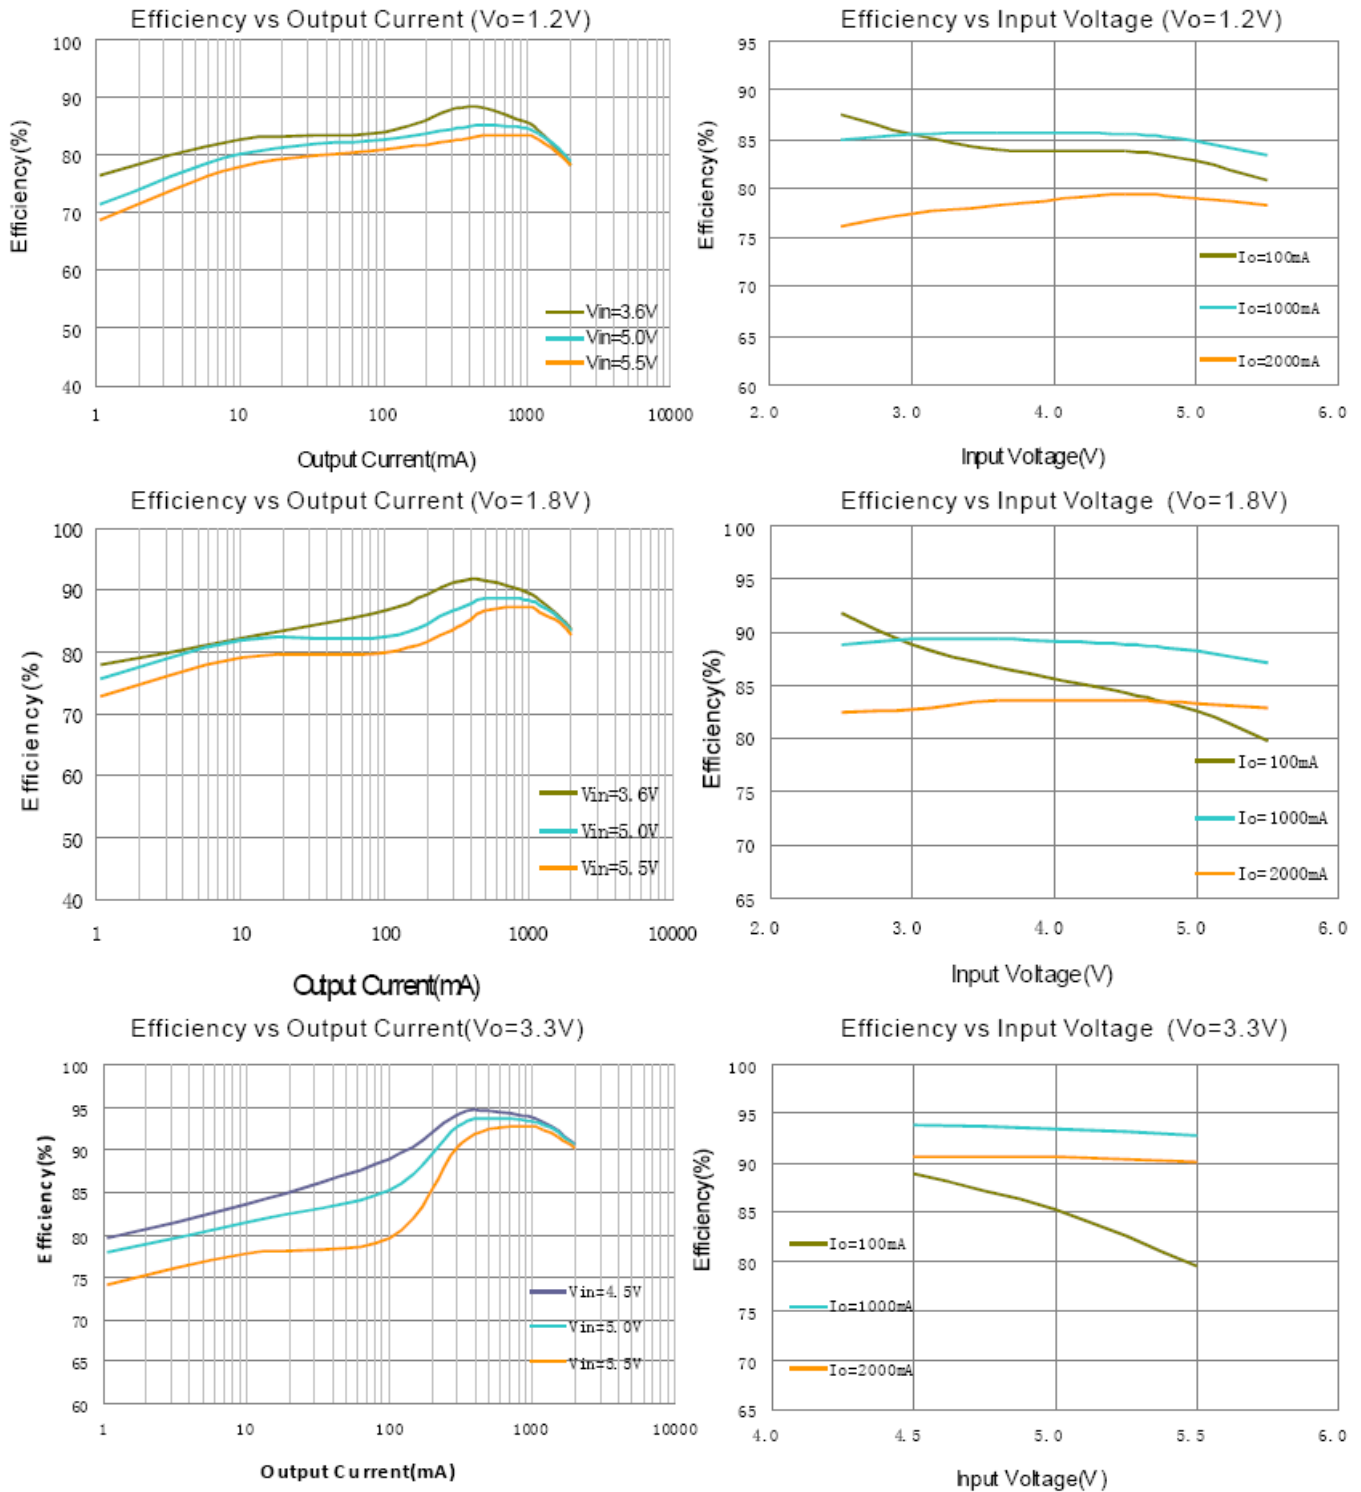 Efficiency vs Output Current (Vo=1.2V)
100
90
80
70
60
50
40
Efficiency(%)
Vin=3.6V
Vin=5.0V
Vin=5.5V
1 10 100 1000 10000
Output Current(mA)
Efficiency vs Input Voltage (Vo=1.2V)
95
90
85
80
75
70
65
60
Efficiency(%)
Io=100mA
Io=1000mA
Io=2000mA
2.0 3.0 4.0 5.0 6.0
Input Voltage(V)
Efficiency vs Output Current (Vo=1.8V)
100
90
80
70
60
50
40
Efficiency(%)
Vin=3.6V
Vin=5.0V
Vin=5.5V
1 10 100 1000 10000
Output Current(mA)
Efficiency vs Input Voltage (Vo=1.8V)
100
95
90
85
80
75
70
65
Efficiency(%)
Io=100mA
Io=1000mA
Io=2000mA
2.0 3.0 4.0 5.0 6.0
Input Voltage(V)
Efficiency vs Output Current(Vo=3.3V)
100
95
90
85
80
75
70
65
60
Efficiency(%)
Vin=4.5V
Vin=5.0V
Vin=5.5V
1 10 100 1000 10000
Output Current(mA)
Efficiency vs Input Voltage (Vo=3.3V)
100
95
90
85
80
75
70
65
Efficiency(%)
Io=100mA
Io=1000mA
Io=2000mA
4.0 4.5 5.0 5.5 6.0
Input Voltage(V)